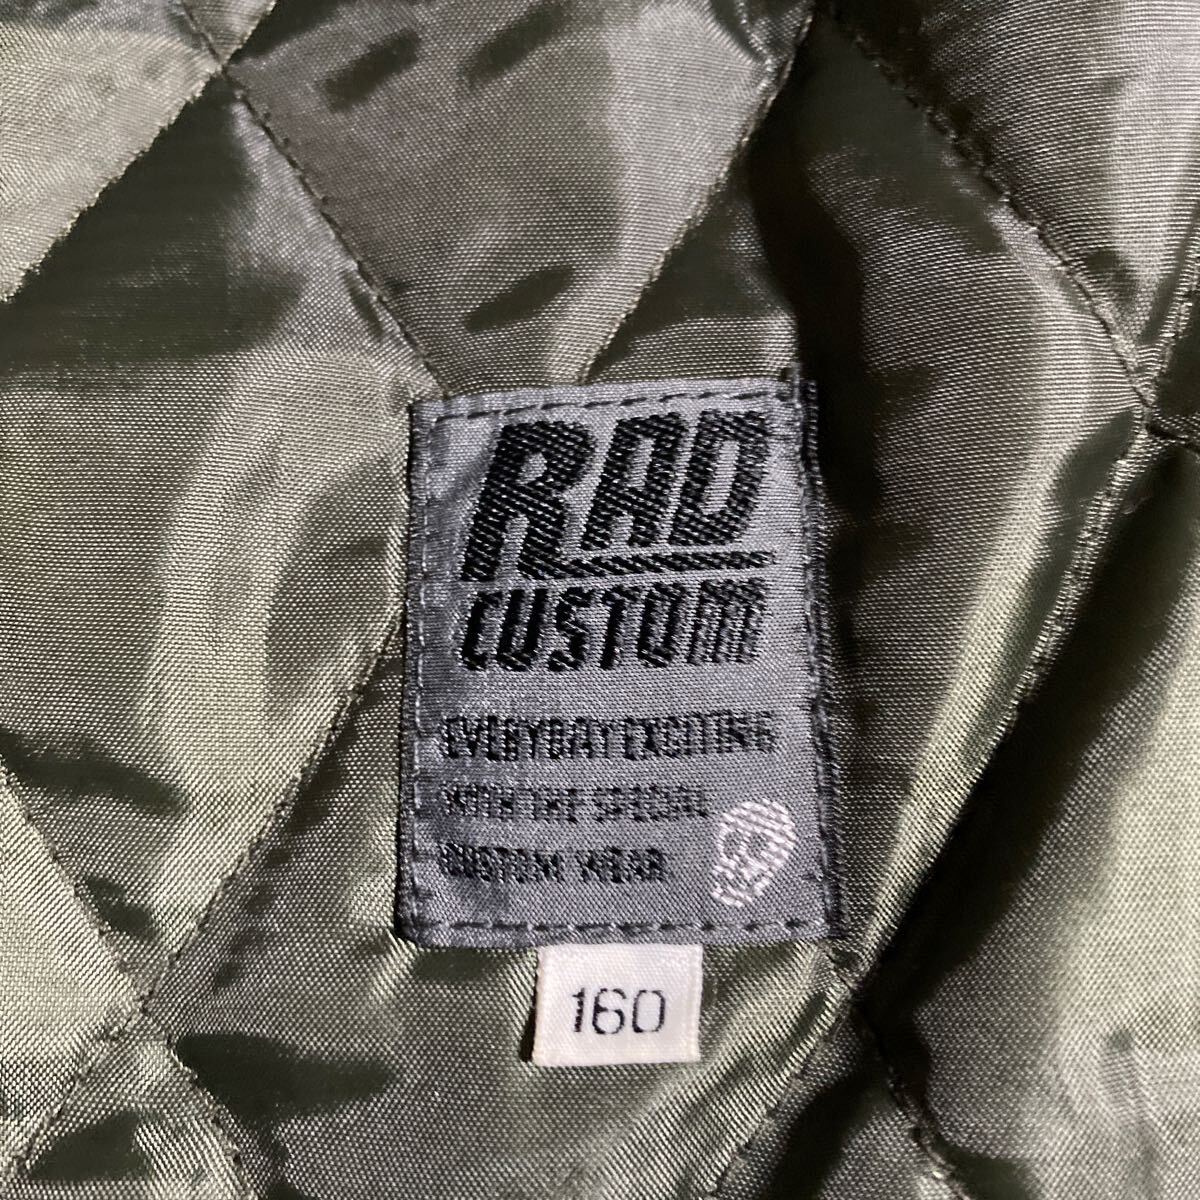 RAD
CUSTOM
EVERYDAY EXCITING
WITH THE SPECIAL
CUSTOM WEAR.
160